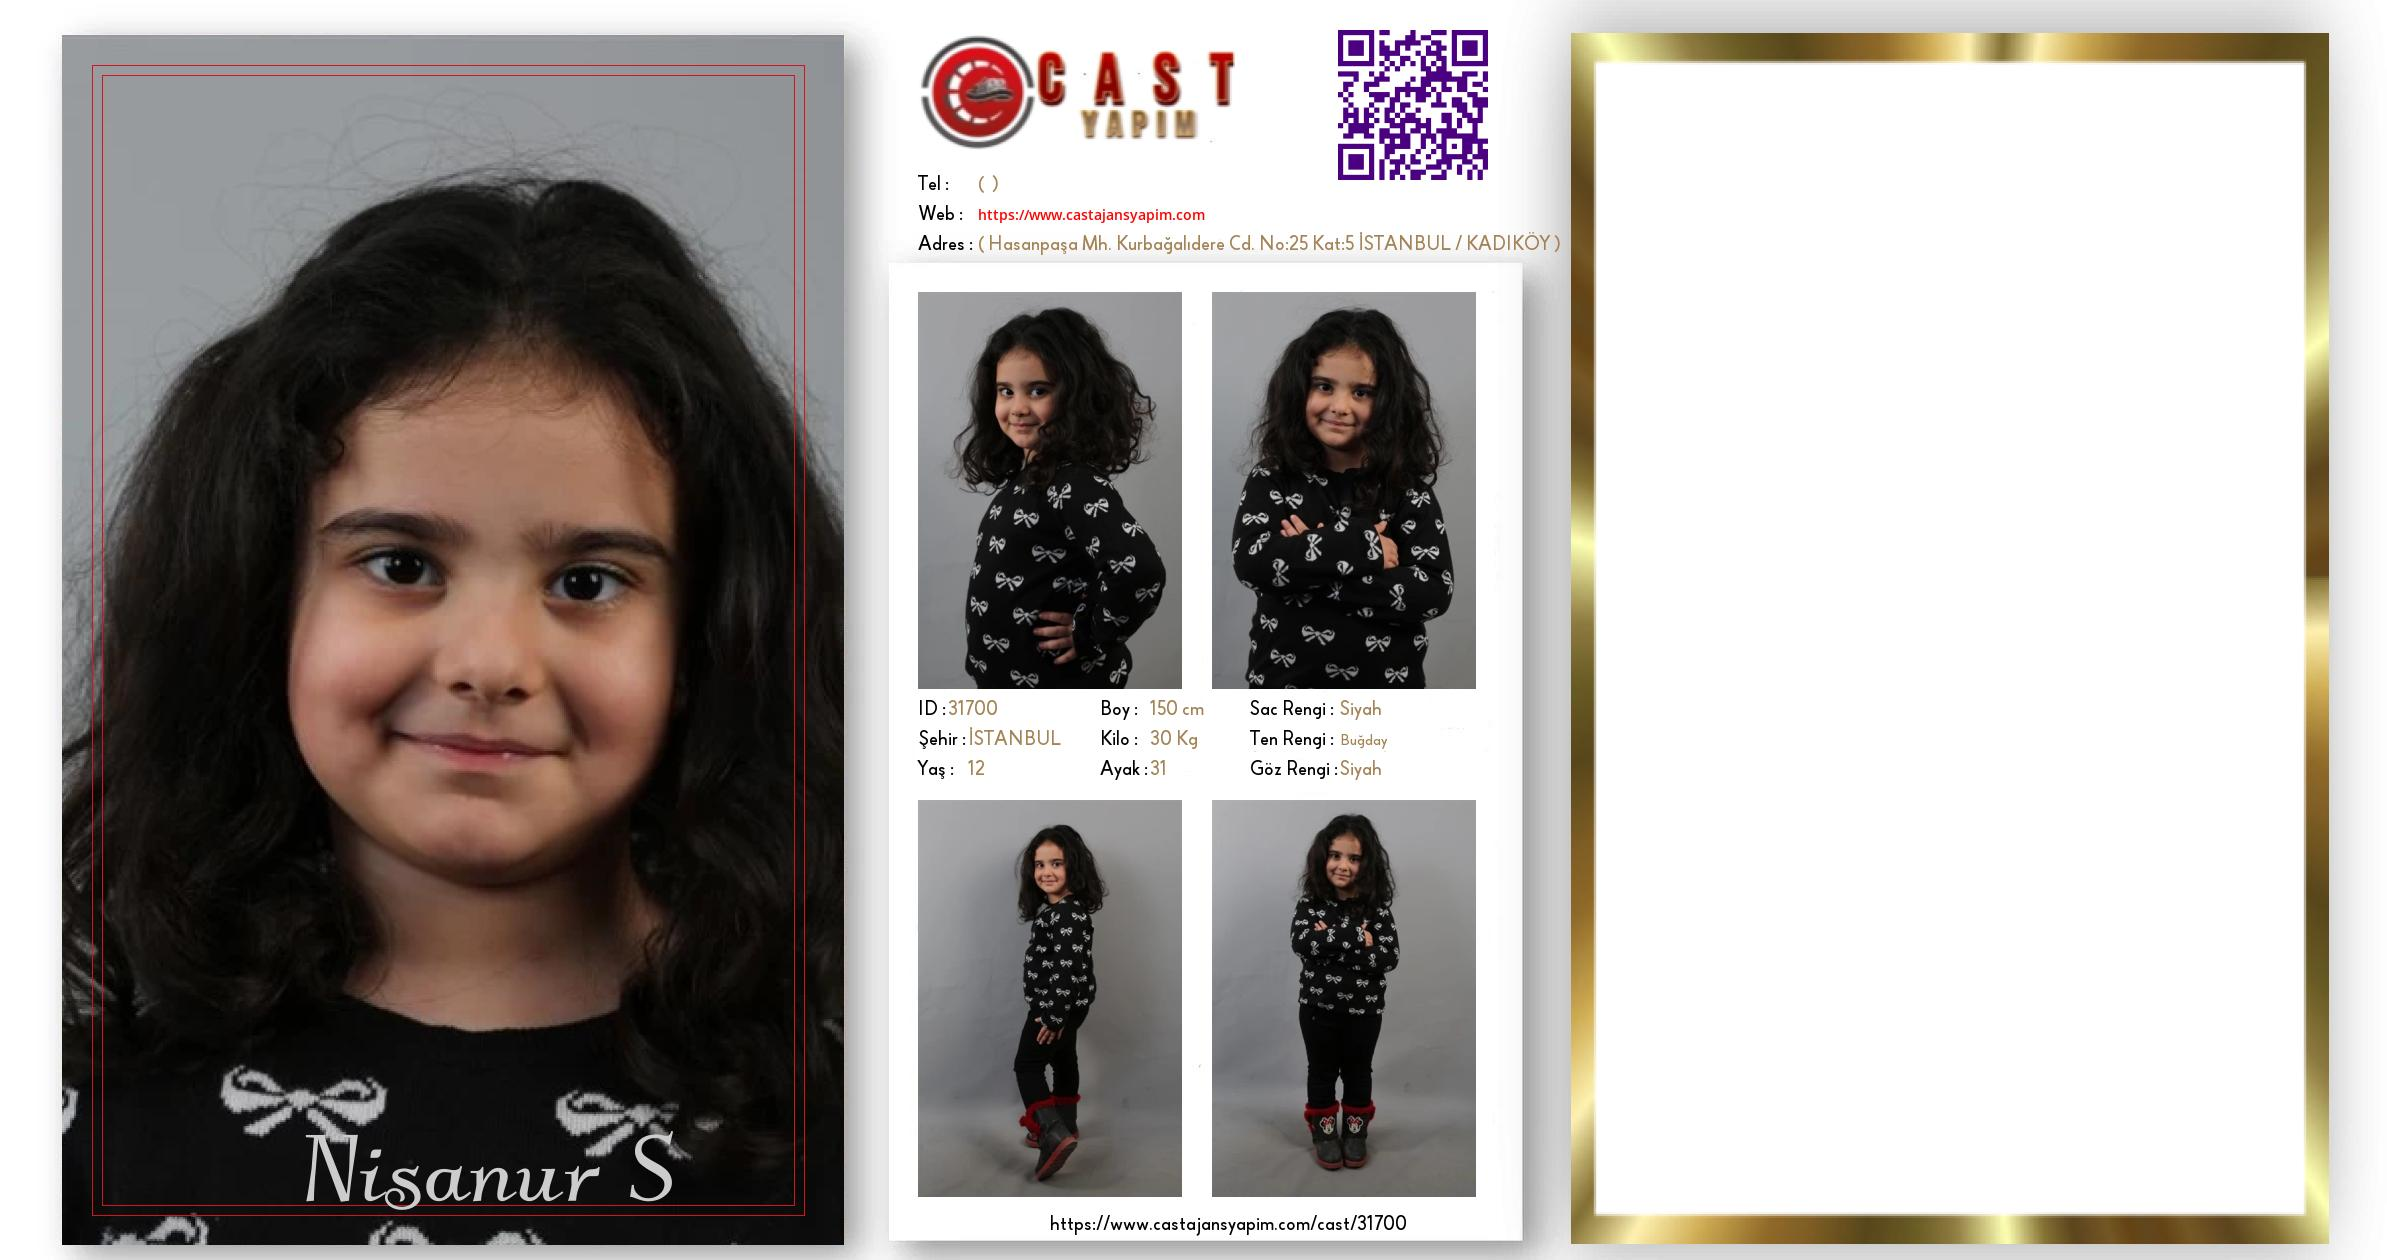 Nisanur S
CAST
YAPIM
Tel : ( )
Web : https://www.castajansyapim.com
Adres : ( Hasanpaşa Mh. Kurbağalıdere Cd. No:25 Kat:5 İSTANBUL / KADIKÖY )
ID : 31700 Boy : 150 cm Sac Rengi : Siyah
Şehir : İSTANBUL Kilo : 30 Kg Ten Rengi : Buğday
Yaş : 12 Ayak : 31 Göz Rengi : Siyah
https://www.castajansyapim.com/cast/31700